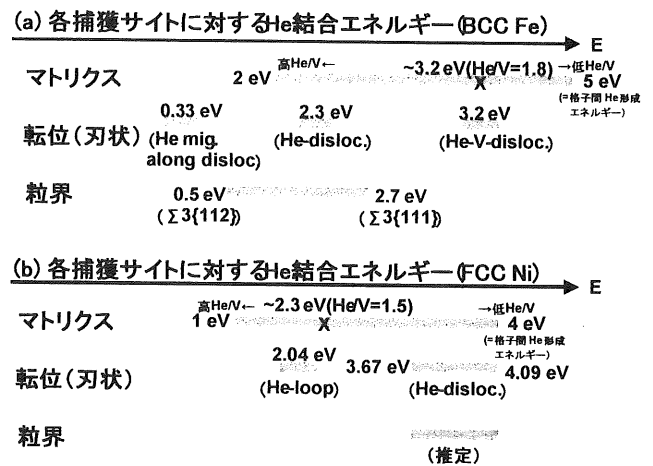 (a) 各捕獲サイトに対するHe結合エネルギー(BCC Fe)
E
高He/V← ~3.2 eV(He/V=1.8) →低He/V
マトリクス 2 eV X 5 eV
(=格子間 He形成
エネルギー)
0.33 eV 2.3 eV 3.2 eV
転位(刃状) (He mig. (He-disloc.) (He-V-disloc.)
along disloc)
粒界 0.5 eV 2.7 eV
(Σ3{112}) (Σ3{111})
(b) 各捕獲サイトに対するHe結合エネルギー(FCC Ni)
E
高He/V← ~2.3 eV(He/V=1.5) →低He/V
マトリクス 1 eV X 4 eV
(=格子間 He形成
エネルギー)
2.04 eV 3.67 eV 4.09 eV
転位(刃状) (He-loop) (He-disloc.)
粒界
(推定)